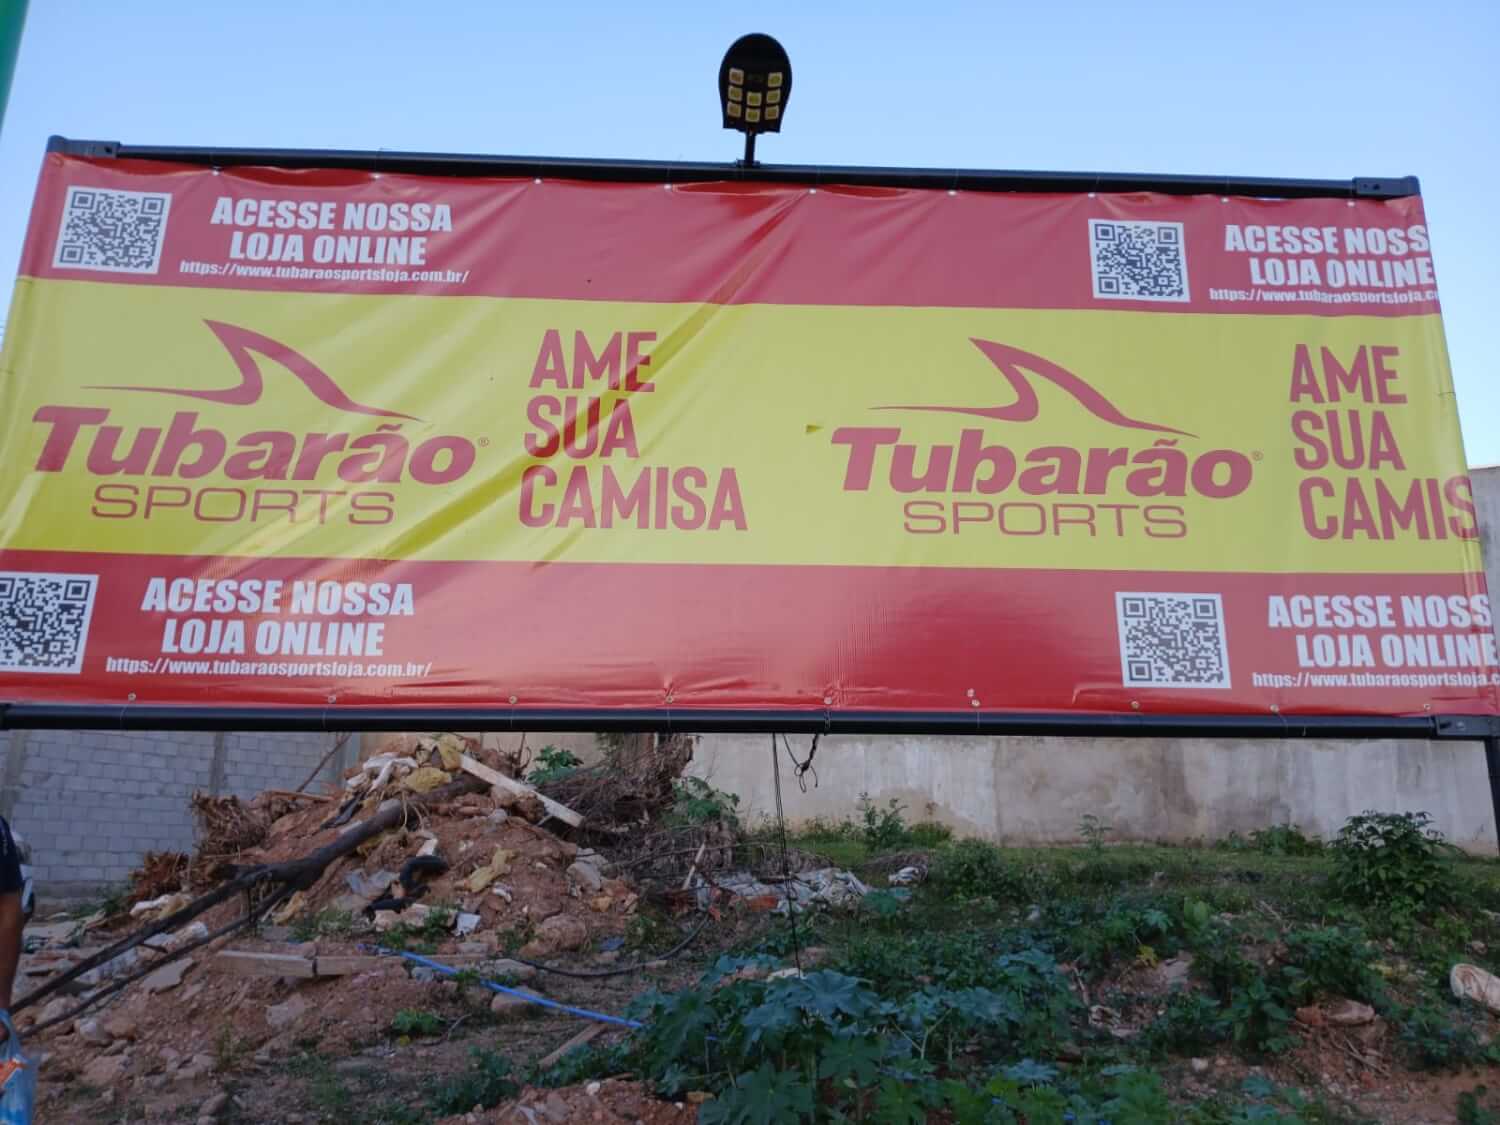 ACESSE NOSSA
LOJA ONLINE
https://www.tubaraosportsloja.com.br/
ACESSE NOSS
LOJA ONLINE
https://www.tubaraosportsloja.c
Tubarão®
SPORTS
AME
SUA
CAMISA
Tubarão®
SPORTS
AME
SUA
CAMIS
ACESSE NOSSA
LOJA ONLINE
https://www.tubaraosportsloja.com.br/
ACESSE NOSS
LOJA ONLINE
https://www.tubaraosportsloja.c